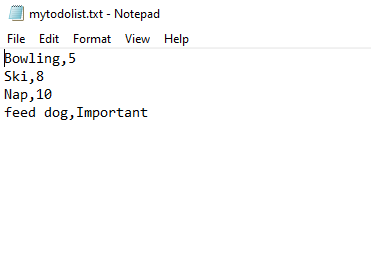 mytodolist.txt - Notepad
File Edit Format View Help
Bowling,5
Ski,8
Nap,10
feed dog,Important